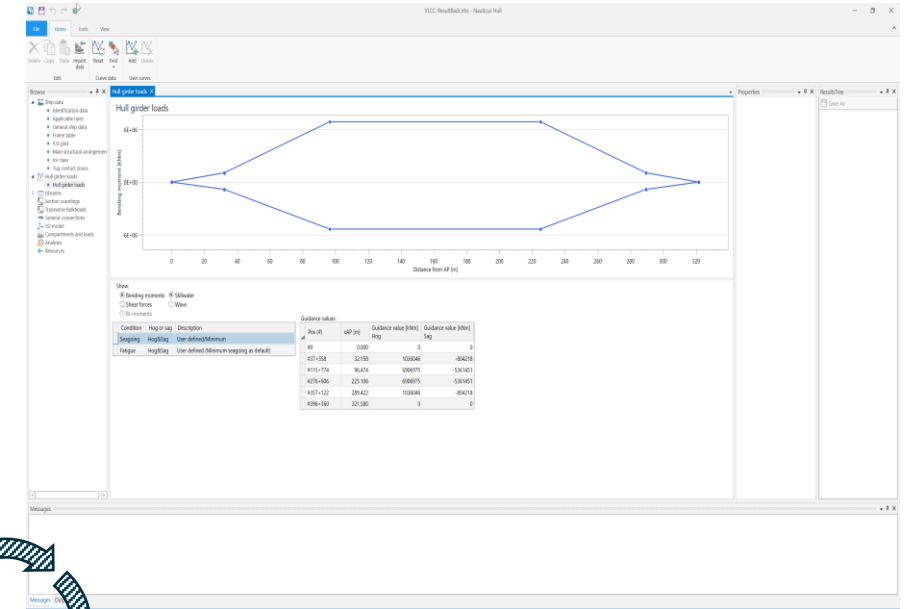 VLCC-ResultBack.nho - Nauticus Hull
File Home Tools View
Delete Copy Paste Import data Reset Find Add Delete
Edit Curve data User curves
Browse
Ship data
Identification data
Applicable rules
General ship data
Frame table
Y/Z grid
Main structural arrangemen
Ice class
Tug contact zones
Hull girder loads
Hull girder loads
Libraries
Section scantlings
Transverse Bulkheads
General connections
3D model
Compartments and loads
Analyses
Resources
Hull girder loads X
Hull girder loads
Bending moment [kNm]
6E+06
0E+00
-6E+06
0 20 40 60 80 100 120 140 160 180 200 220 240 260 280 300 320
Distance from AP [m]
Show
Bending moments Stillwater
Shear forces Wave
Bi-moments
Condition Hog or sag Description
Seagoing Hog&Sag User defined/Minimum
Fatigue Hog&Sag User defined (Minimum seagoing as default)
Guidance values:
Pos (#) xAP [m] Guidance value [kNm] Hog Guidance value [kNm] Sag
#0 0.000 0 0
#37+558 32.158 1036046 -804218
#115+774 96.474 6906975 -5361451
#276+606 225.106 6906975 -5361451
#357+122 289.422 1036046 -804218
#396+160 321.580 0 0
Properties
ResultsTree
Save As
Messages
Messages